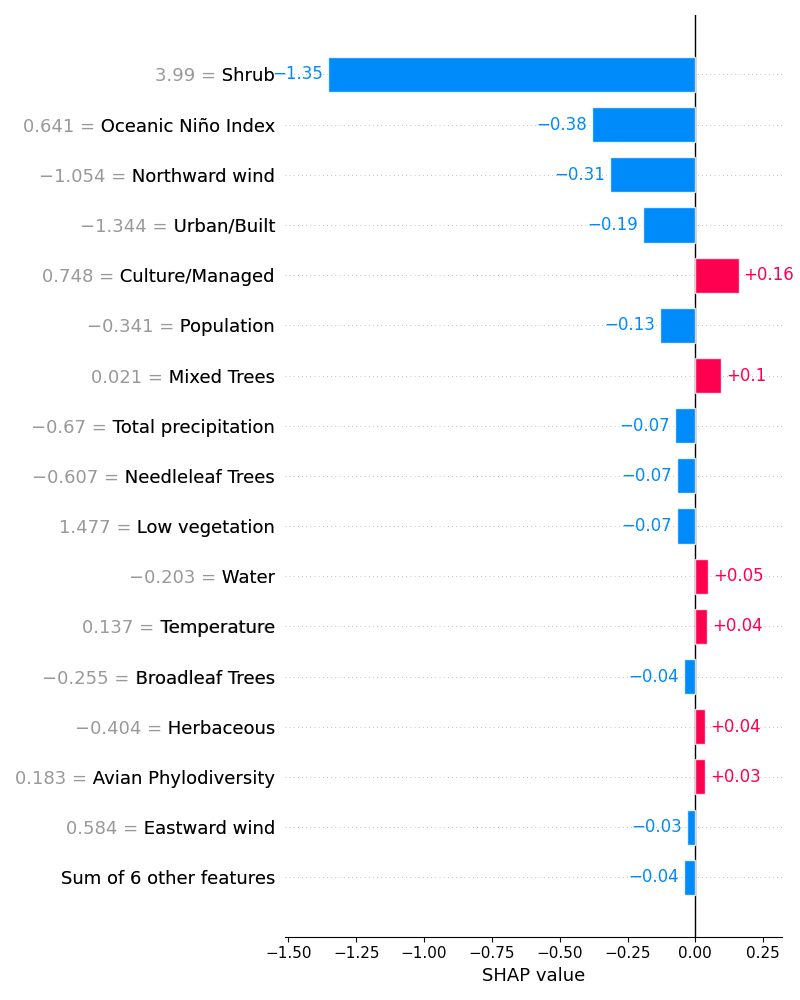 3.99 = Shrub −1.35
0.641 = Oceanic Niño Index −0.38
−1.054 = Northward wind −0.31
−1.344 = Urban/Built −0.19
0.748 = Culture/Managed +0.16
−0.341 = Population −0.13
0.021 = Mixed Trees +0.1
−0.67 = Total precipitation −0.07
−0.607 = Needleleaf Trees −0.07
1.477 = Low vegetation −0.07
−0.203 = Water +0.05
0.137 = Temperature +0.04
−0.255 = Broadleaf Trees −0.04
−0.404 = Herbaceous +0.04
0.183 = Avian Phylodiversity +0.03
0.584 = Eastward wind −0.03
Sum of 6 other features −0.04
−1.50 −1.25 −1.00 −0.75 −0.50 −0.25 0.00 0.25
SHAP value